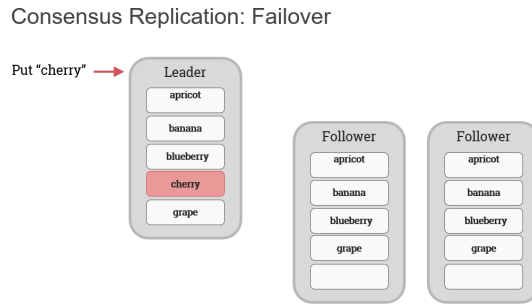 Consensus Replication: Failover
Put “cherry”
Leader
apricot
banana
blueberry
cherry
grape
Follower
apricot
banana
blueberry
grape
Follower
apricot
banana
blueberry
grape